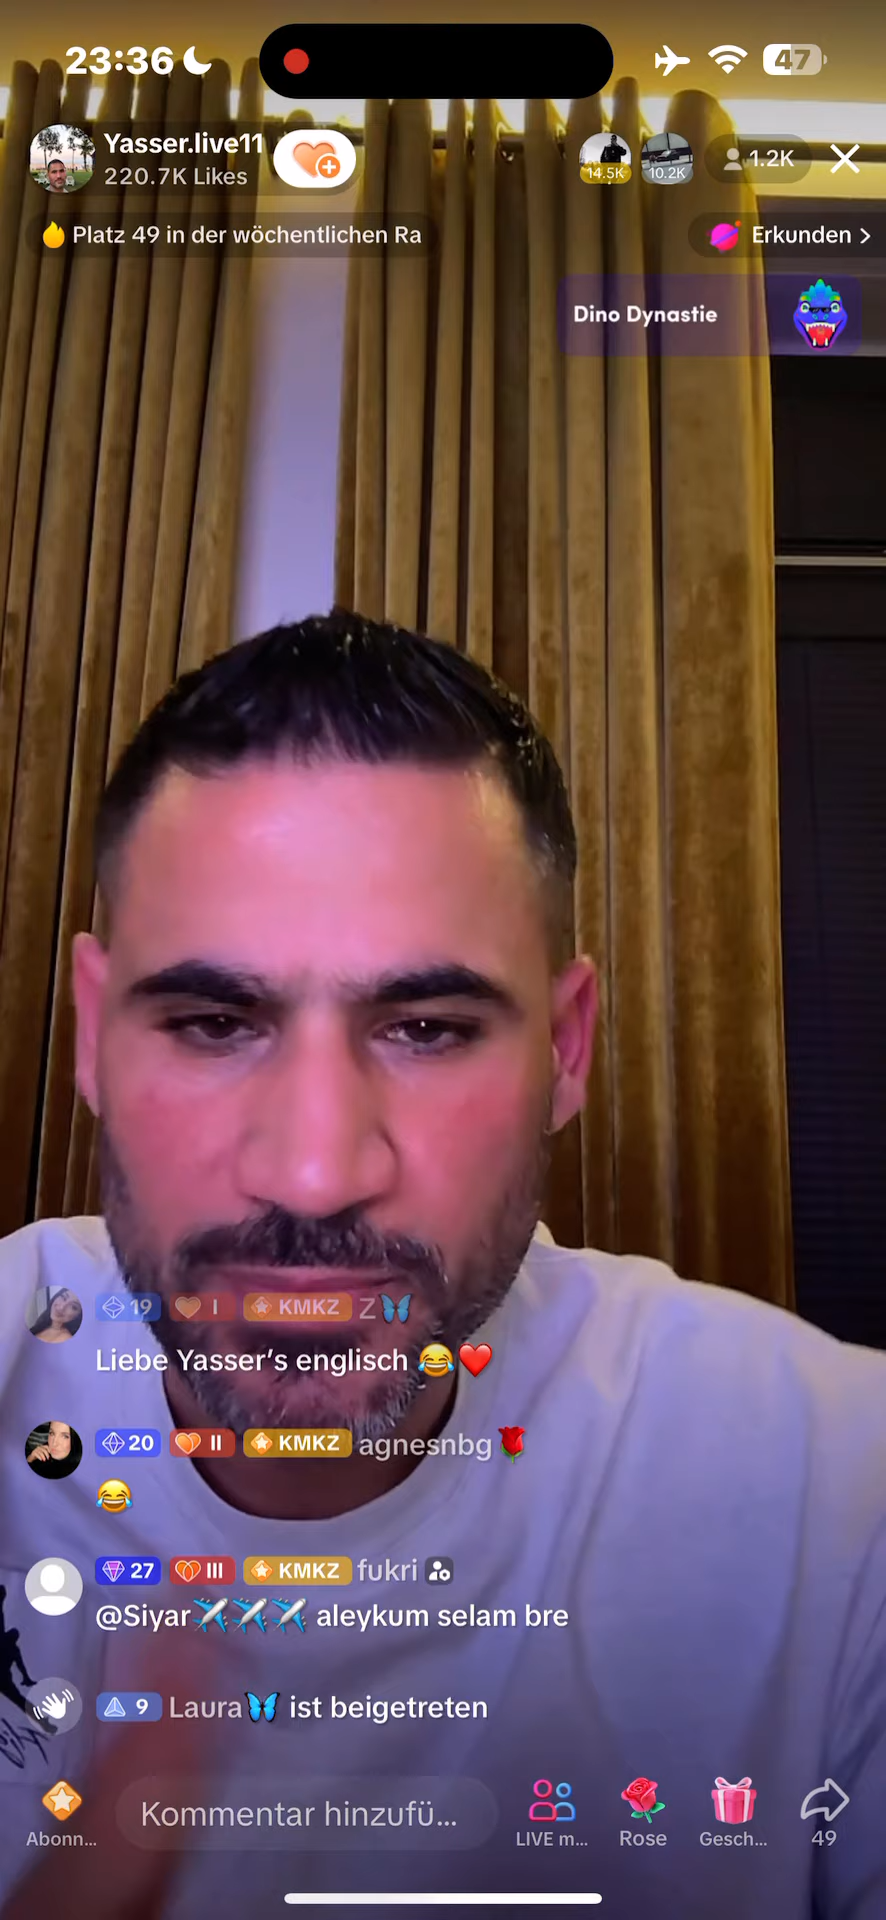 23:36
47
Yasser.live11
220.7K Likes
14.5K
10.2K
1.2K
Platz 49 in der wöchentlichen Ra
Erkunden >
Dino Dynastie
19 I KMKZ Z🦋
Liebe Yasser's englisch 😂❤️
20 II KMKZ agnesnbg🌹
😂
27 III KMKZ fukri
@Siyar✈️✈️✈️ aleykum selam bre
9 Laura🦋 ist beigetreten
Kommentar hinzufü...
Abonn...
LIVE m...
Rose
Gesch...
49